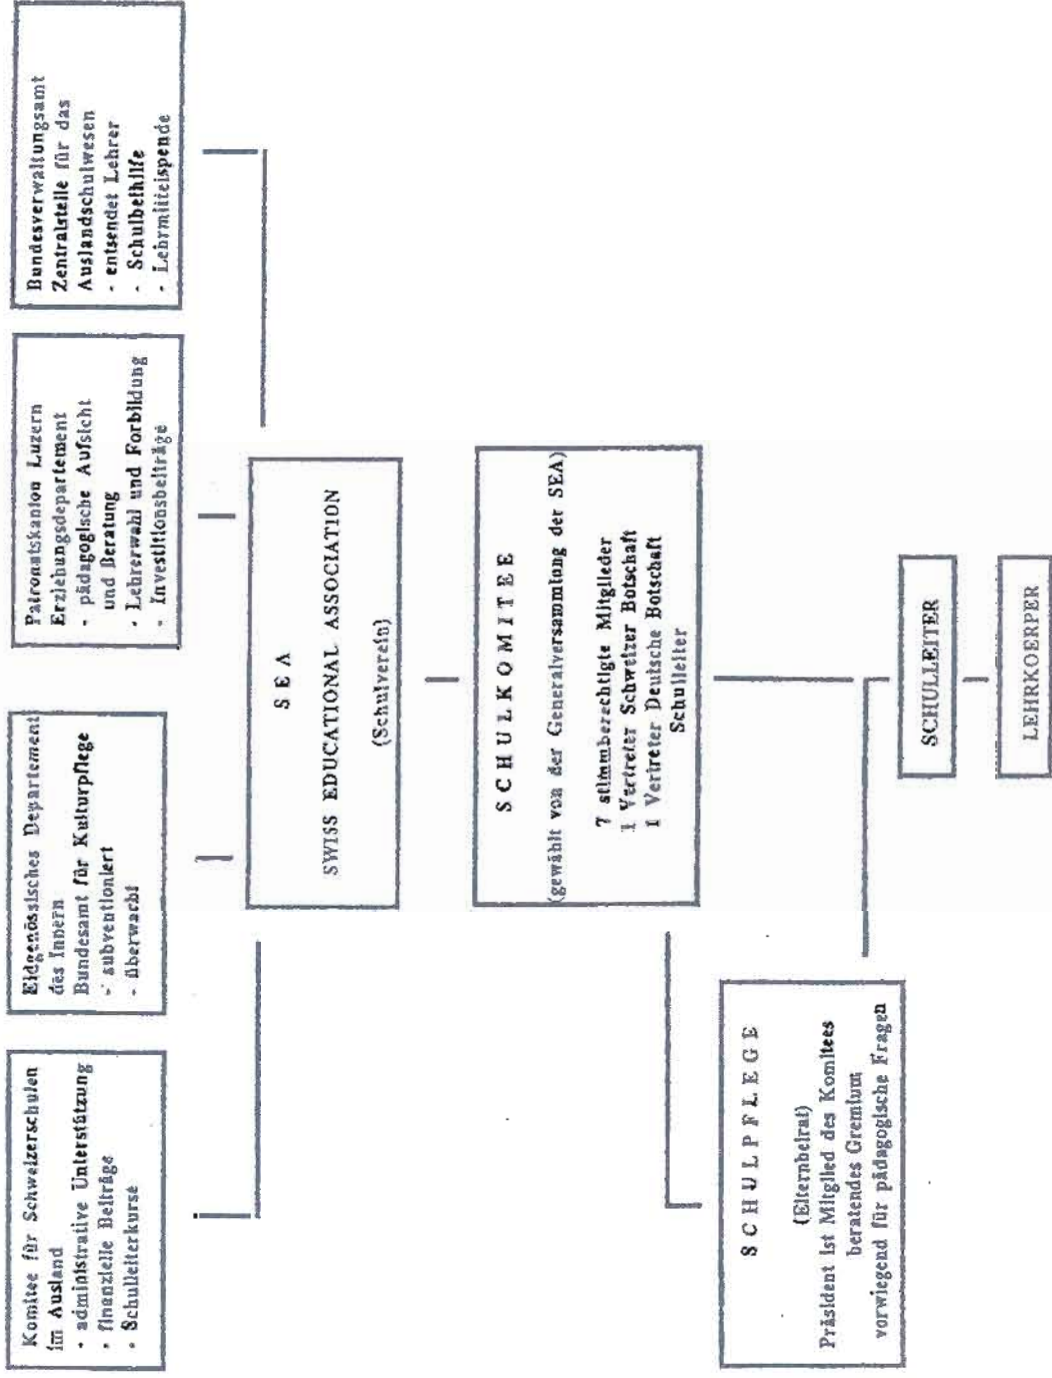 Komitee für Schweizerschulen
im Ausland
- administrative Unterstützung
- finanzielle Beiträge
- Schulleiterkurse
Eidgenössisches Departement
des Innern
Bundesamt für Kulturpflege
- subventioniert
- überwacht
Patronatskanton Luzern
Erziehungsdepartement
- pädagogische Aufsicht
und Beratung
- Lehrerwahl und Forbildung
- Investitionsbeiträge
Bundesverwaltungsamt
Zentralstelle für das
Auslandschulwesen
- entsendet Lehrer
- Schulbeihilfe
- Lehrmittelspende
S E A
SWISS EDUCATIONAL ASSOCIATION
(Schulverein)
S C H U L K O M I T E E
(gewählt von der Generalversammlung der SEA)
7 stimmberechtigte Mitglieder
1 Vertreter Schweizer Botschaft
1 Vertreter Deutsche Botschaft
Schulleiter
S C H U L P F L E G E
(Elternbeirat)
Präsident ist Mitglied des Komitees
beratendes Gremium
vorwiegend für pädagogische Fragen
SCHULLEITER
LEHRKOERPER